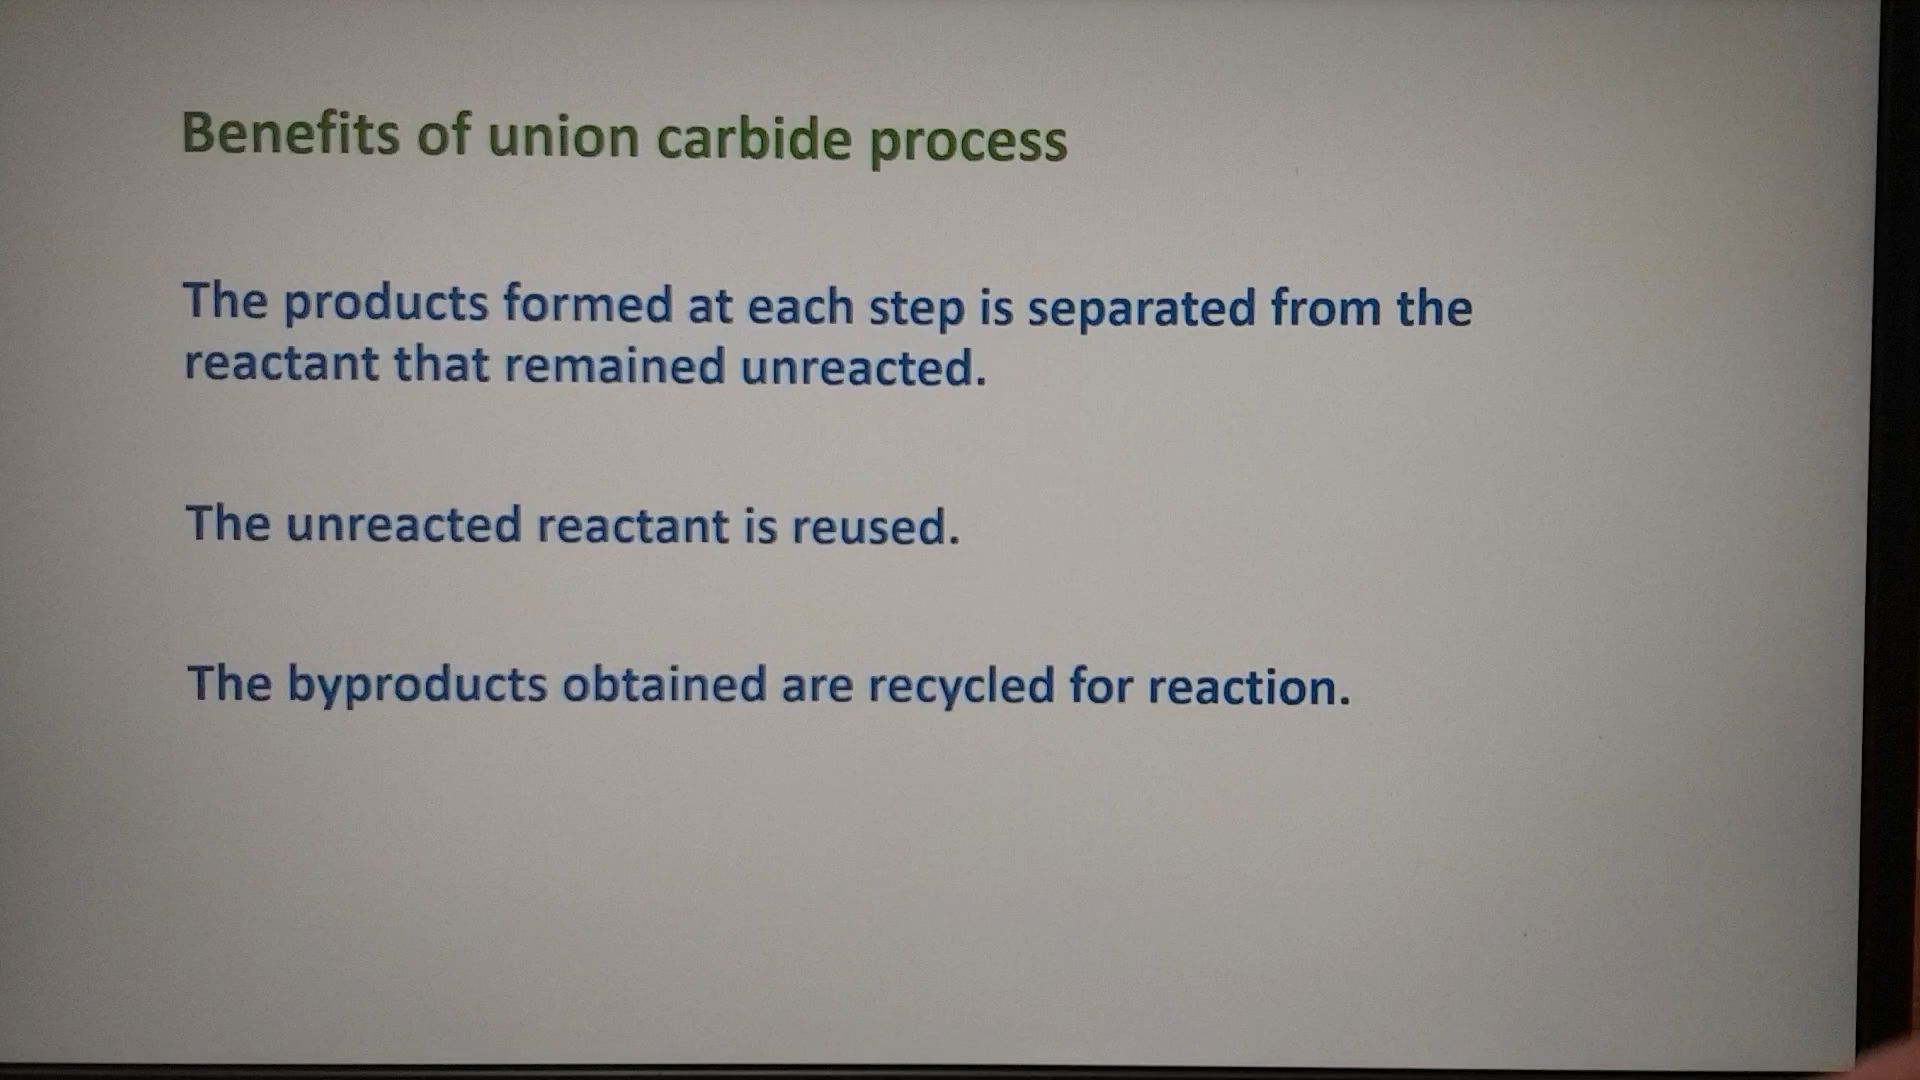 Benefits of union carbide process
The products formed at each step is separated from the
reactant that remained unreacted.
The unreacted reactant is reused.
The byproducts obtained are recycled for reaction.